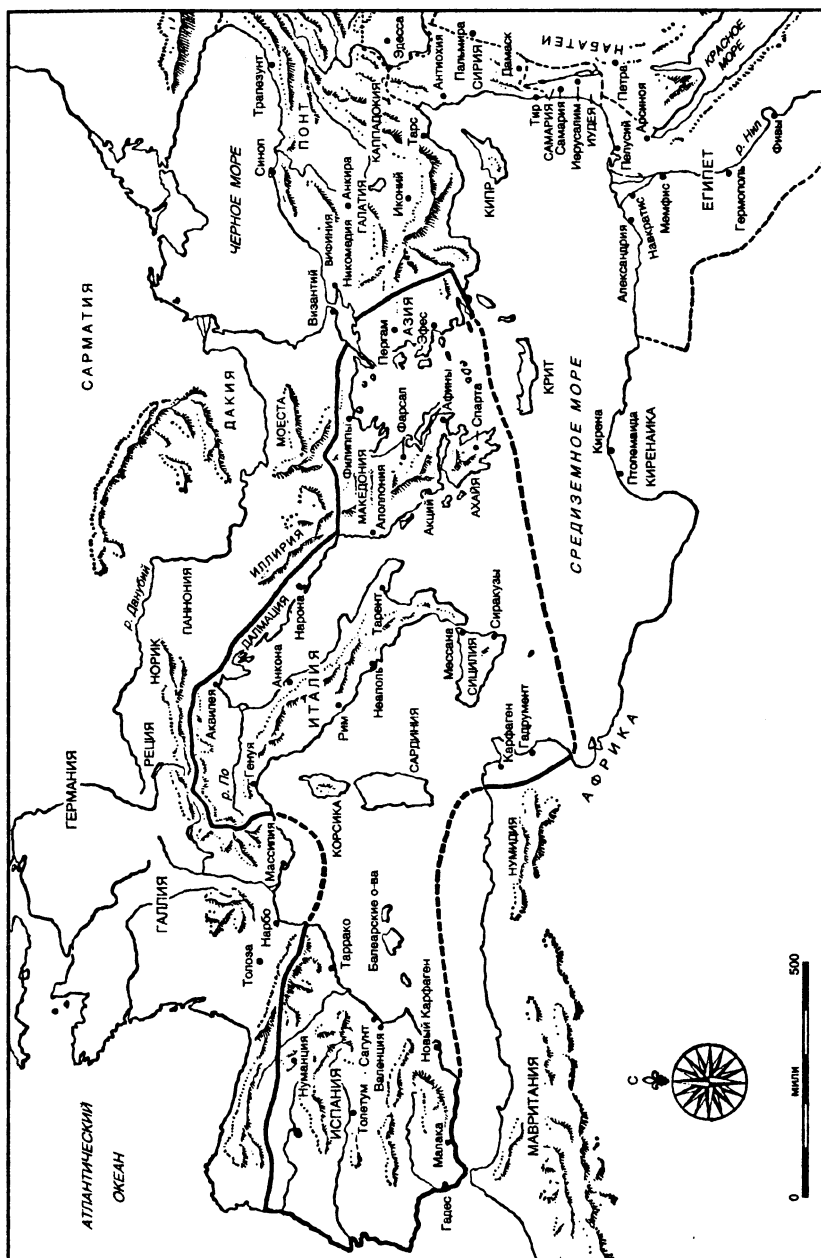 АТЛАНТИЧЕСКИЙ
ОКЕАН
ГЕРМАНИЯ
САРМАТИЯ
ГАЛЛИЯ
РЕЦИЯ
НОРИК
р. Данубий
ПАННОНИЯ
ДАКИЯ
ЧЕРНОЕ МОРЕ
Синоп
Трапезунт
ПОНТ
Толоза
Нарбо
Массилия
Генуя
р. По
Аквилея
ДАЛМАЦИЯ
ИЛЛИРИЯ
МОЕСТА
Византий
ВИФИНИЯ
Никомедия
Анкира
ГАЛАТИЯ
КАППАДОКИЯ
Эдесса
Нуманция
ИСПАНИЯ
Толетум
Таррако
Сагунт
Валенция
Балеарские о-ва
КОРСИКА
САРДИНИЯ
Анкона
ИТАЛИЯ
Рим
Неаполь
Тарент
Нарона
МАКЕДОНИЯ
Филиппы
Аполлония
Фарсал
Акций
АХАЙЯ
Афины
Спарта
Пергам
АЗИЯ
Эфес
Иконий
Тарс
Антиохия
Пальмира
СИРИЯ
Дамаск
НАБАТЕИ
Гадес
Малака
Новый Карфаген
Мессана
СИЦИЛИЯ
Сиракузы
КРИТ
КИПР
Тир
САМАРИЯ
Самария
Иерусалим
ИУДЕЯ
Петра
МАВРИТАНИЯ
НУМИДИЯ
Карфаген
Гадрумент
АФРИКА
СРЕДИЗЕМНОЕ МОРЕ
Кирена
Птолемаида
КИРЕНАИКА
Александрия
Навкратис
Мемфис
Пелусий
Арсиноя
КРАСНОЕ
МОРЕ
ЕГИПЕТ
Гермополь
р. Нил
Фивы
С
0
МИЛИ
500